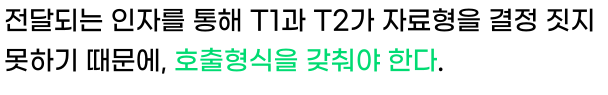 전달되는 인자를 통해 T1과 T2가 자료형을 결정 짓지
못하기 때문에, 호출형식을 갖춰야 한다.